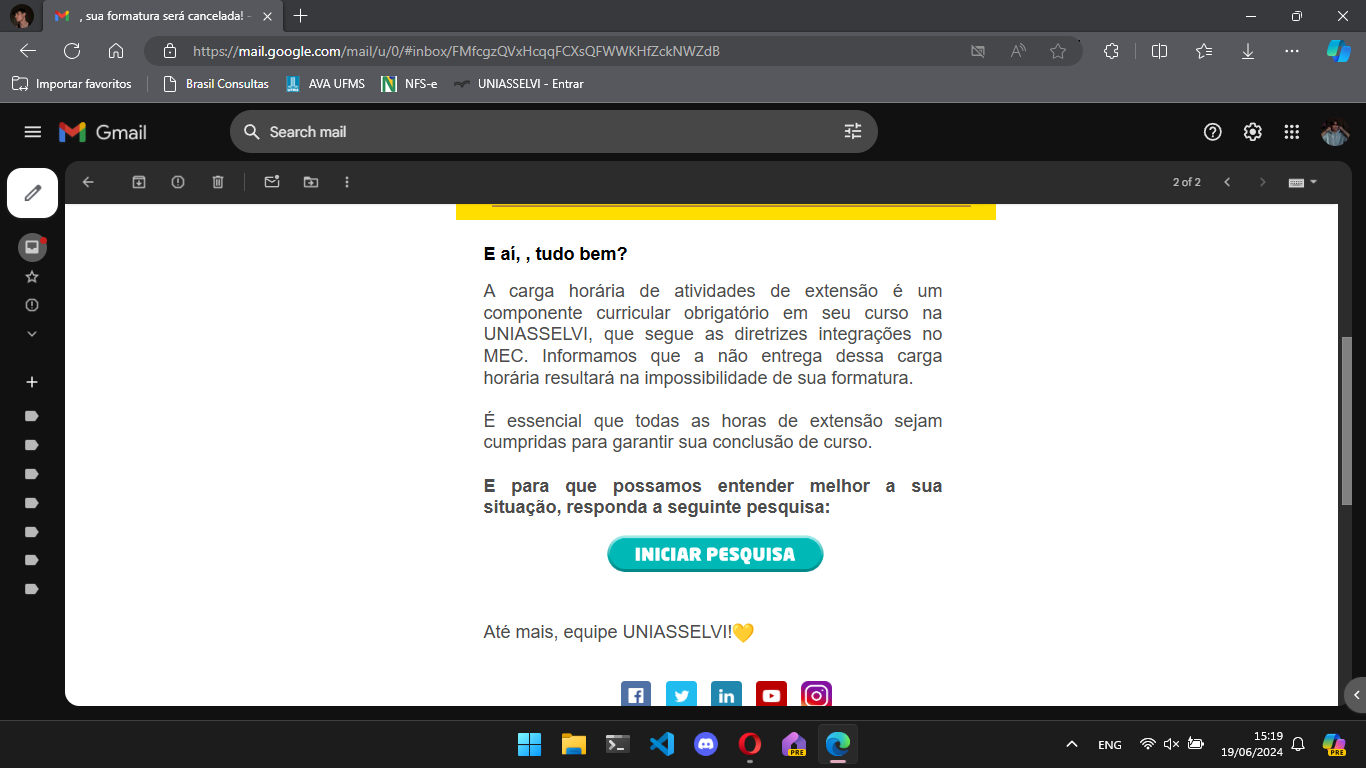 , sua formatura será cancelada! -
https://mail.google.com/mail/u/0/#inbox/FMfcgzQVxHcqqFCXsQFWWKHfZckNWZdB
Importar favoritos
Brasil Consultas
AVA UFMS
NFS-e
UNIASSELVI - Entrar
Gmail
Search mail
2 of 2
E aí, , tudo bem?
A carga horária de atividades de extensão é um
componente curricular obrigatório em seu curso na
UNIASSELVI, que segue as diretrizes integrações no
MEC. Informamos que a não entrega dessa carga
horária resultará na impossibilidade de sua formatura.
É essencial que todas as horas de extensão sejam
cumpridas para garantir sua conclusão de curso.
E para que possamos entender melhor a sua
situação, responda a seguinte pesquisa:
INICIAR PESQUISA
Até mais, equipe UNIASSELVI!💛
ENG
15:19
19/06/2024
PRE
PRE